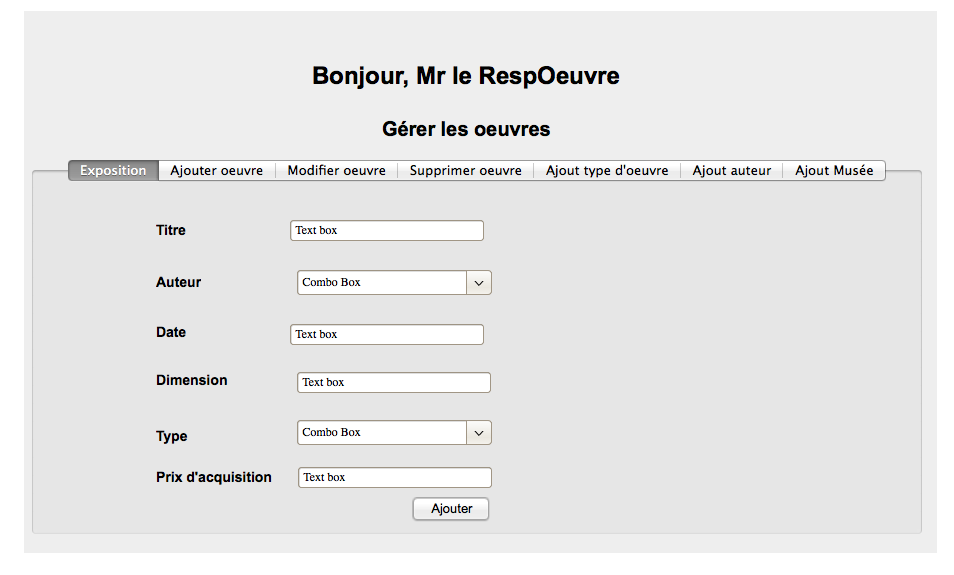 Bonjour, Mr le RespOeuvre
Gérer les oeuvres
Exposition Ajouter oeuvre Modifier oeuvre Supprimer oeuvre Ajout type d'oeuvre Ajout auteur Ajout Musée
Titre Text box
Auteur Combo Box
Date Text box
Dimension Text box
Type Combo Box
Prix d'acquisition Text box
Ajouter